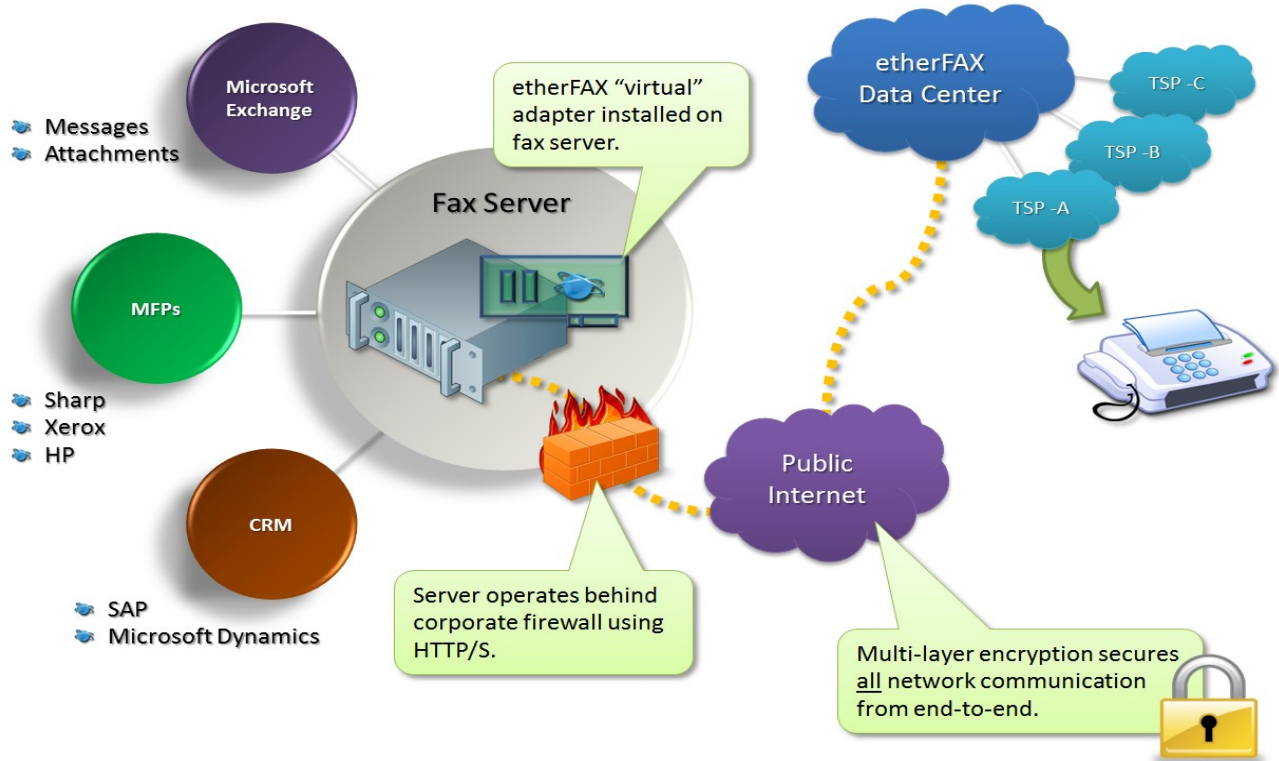 Microsoft
Exchange
Messages
Attachments
MFPs
Sharp
Xerox
HP
CRM
SAP
Microsoft Dynamics
Fax Server
etherFAX “virtual”
adapter installed on
fax server.
Server operates behind
corporate firewall using
HTTP/S.
Public
Internet
Multi-layer encryption secures
all network communication
from end-to-end.
etherFAX
Data Center
TSP -C
TSP -B
TSP -A